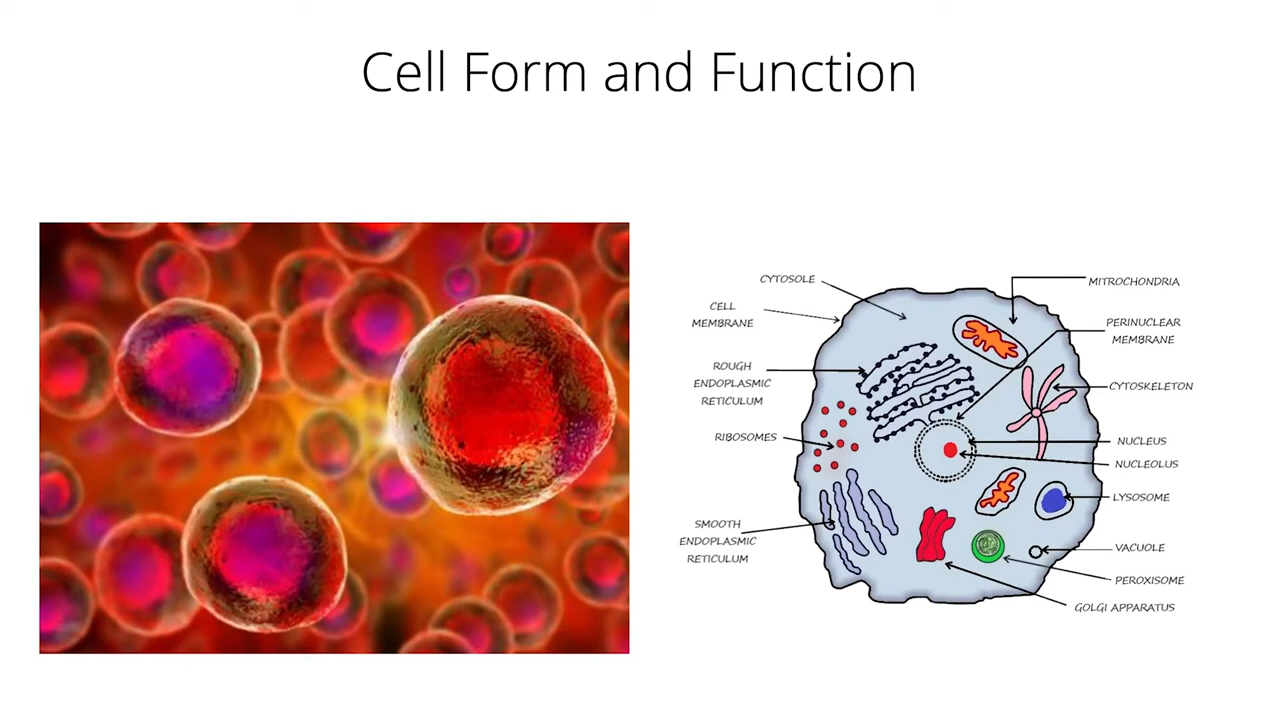 Cell Form and Function
CYTOSOLE
CELL
MEMBRANE
ROUGH
ENDOPLASMIC
RETICULUM
RIBOSOMES
SMOOTH
ENDOPLASMIC
RETICULUM
MITROCHONDRIA
PERINUCLEAR
MEMBRANE
CYTOSKELETON
NUCLEUS
NUCLEOLUS
LYSOSOME
VACUOLE
PEROXISOME
GOLGI APPARATUS